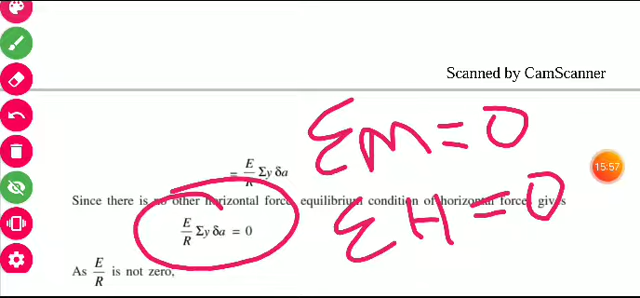 Scanned by CamScanner
ΣM=0
= E/R Σy δa
15:57
Since there is no other horizontal force, equilibrium condition of horizontal forces gives
ΣH=0
E/R Σy δa = 0
As E/R is not zero,